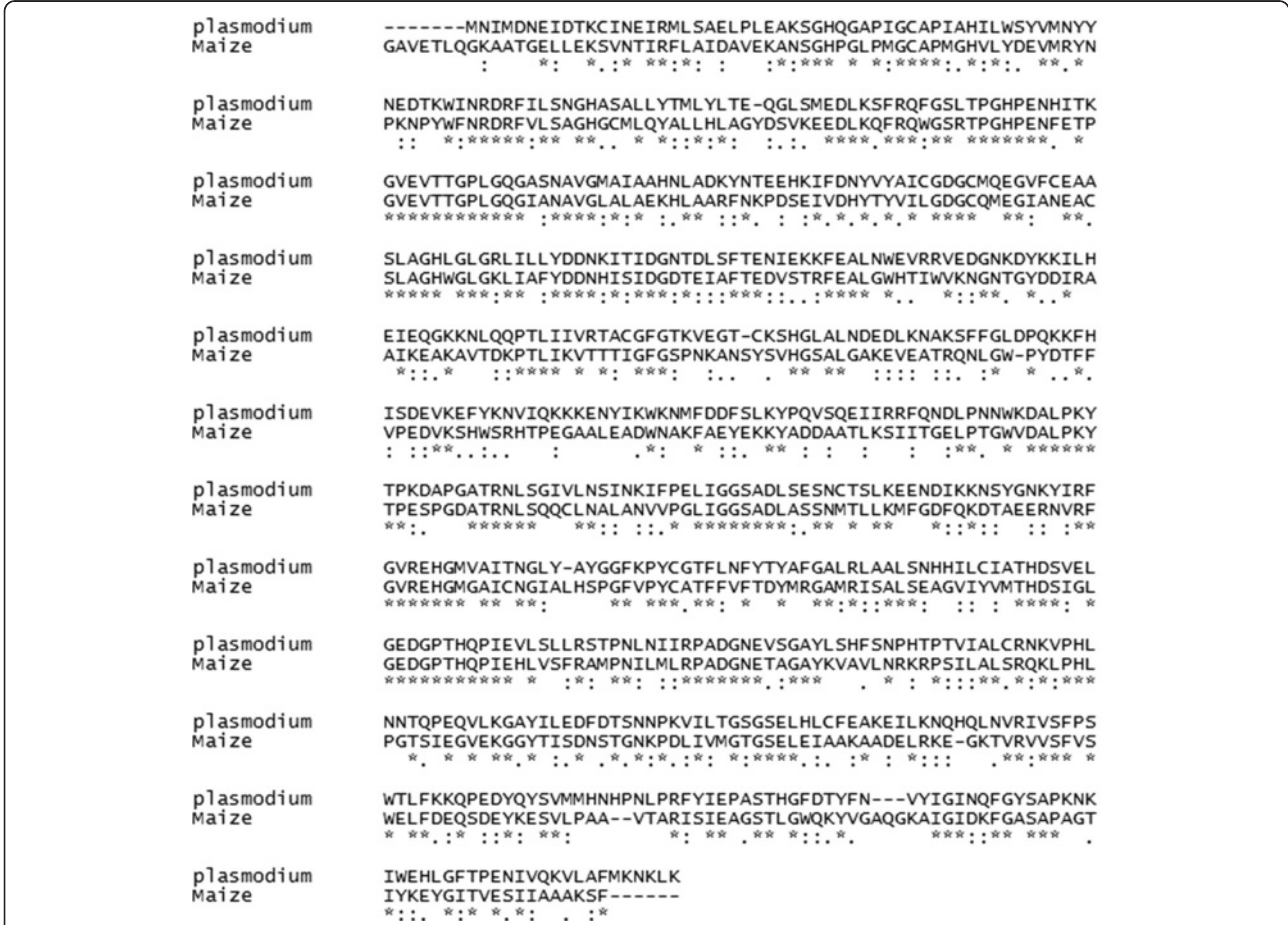 plasmodium -------MNIMDNEIDTKCINEIRMLSAELPLEAKSGHQGAPIGCAPIAHILWSYVMNYY
Maize GAVETLQGKAATGELLEKSVNTIRFLAIDAVEKANSGHPGLPMGCAPMGHVLYDEVMRYN
: *: *.:* **:*: : :*:*** * *:****:.*:*:. **.*
plasmodium NEDTKWINRDRFILSNGHASALLYTMLYLTE-QGLSMEDLKSFRQFGSLTPGHPENHITK
Maize PKNPYWFNRDRFVLSAGHGCMLQYALLHLAGYDSVKEEDLKQFRQWGSRTPGHPENFETP
:: *:*****:** **.. * *::*:*: :.:. ****.***:** *******. *
plasmodium GVEVTTGPLGQGASNAVGMAIAAHNLADKYNTEEHKIFDNYVYAICGDGCMQEGVFCEAA
Maize GVEVTTGPLGQGIANAVGLALAEKHLAARFNKPDSEIVDHYTYVILGDGCQMEGIANEAC
************ :****:*:* :.** ::*. : :*.*.*.*.* **** **: **.
plasmodium SLAGHLGLGRLILLYDDNKITIDGNTDLSFTENIEKKFEALNWEVRRVEDGNKDYKKILH
Maize SLAGHWGLGKLIAFYDDNHISIDGDTEIAFTEDVSTRFEALGWHTIWVKNGNTGYDDIRA
***** ***:** :****:*:***:*:::***::..:****.*.. *::**. *..*
plasmodium EIEQGKKNLQQPTLIIVRTACGFGTKVEGT-CKSHGLALNDEDLKNAKSFFGLDPQKKFH
Maize AIKEAKAVTDKPTLIKVTTTIGFGSPNKANSYSVHGSALGAKEVEATRQNLGW-PYDTFF
*::.* ::**** * *: ***: :.. . ** ** :::: ::. :* * ..*.
plasmodium ISDEVKEFYKNVIQKKKENYIKWKNMFDDFSLKYPQVSQEIIRRFQNDLPNNWKDALPKY
Maize VPEDVKSHWSRHTPEGAALEADWNAKFAEYEKKYADDAATLKSIITGELPTGWVDALPKY
: ::**..:.. : .*: * ::. ** : : : :**. * ******
plasmodium TPKDAPGATRNLSGIVLNSINKIFPELIGGSADLSESNCTSLKEENDIKKNSYGNKYIRF
Maize TPESPGDATRNLSQQCLNALANVVPGLIGGSADLASSNMTLLKMFGDFQKDTAEERNVRF
**:. ****** **:: ::.* ********:.** * ** .*::*:: :: :**
plasmodium GVREHGMVAITNGLY-AYGGFKPYCGTFLNFYTYAFGALRLAALSNHHILCIATHDSVEL
Maize GVREHGMGAICNGIALHSPGFVPYCATFFVFTDYMRGAMRISALSEAGVIYVMTHDSIGL
******* ** **: ** ***.**: * * **:*::***: :: : ****: *
plasmodium GEDGPTHQPIEVLSLLRSTPNLNIIRPADGNEVSGAYLSHFSNPHTPTVIALCRNKVPHL
Maize GEDGPTHQPIEHLVSFRAMPNILMLRPADGNETAGAYKVAVLNRKRPSILALSRQKLPHL
*********** * :*: **: ::*******.:*** . * : *:::**.*:*:***
plasmodium NNTQPEQVLKGAYILEDFDTSNNPKVILTGSGSELHLCFEAKEILKNQHQLNVRIVSFPS
Maize PGTSIEGVEKGGYTISDNSTGNKPDLIVMGTGSELEIAAKAADELRKE-GKTVRVVSFVS
*. * * **.* :.* .*.*:*.:*: *:****.:. :* : *::: .**:*** *
plasmodium WTLFKKQPEDYQYSVMMHNHPNLPRFYIEPASTHGFDTYFN---VYIGINQFGYSAPKNK
Maize WELFDEQSDEYKESVLPAA--VTARISIEAGSTLGWQKYVGAQGKAIGIDKFGASAPAGT
* **.:* ::*: **: *: ** .** *::.*. ***::** *** .
plasmodium IWEHLGFTPENIVQKVLAFMKNKLK
Maize IYKEYGITVESIIAAAKSF------
*::. *:* *.*: . :*